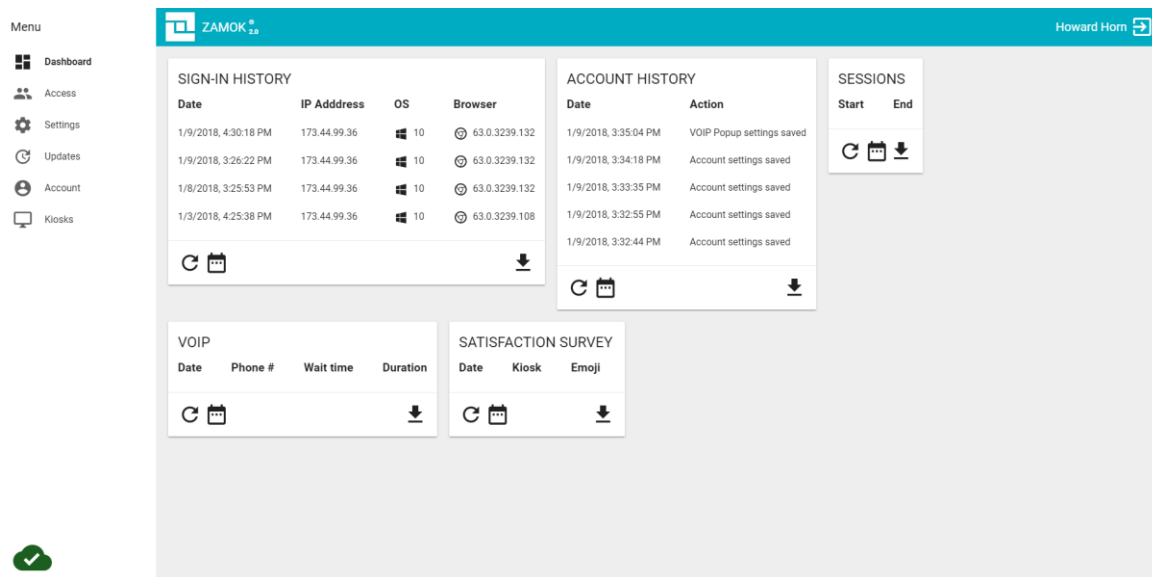 Menu
Dashboard
Access
Settings
Updates
Account
Kiosks
ZAMOK ® 2.0
Howard Horn
SIGN-IN HISTORY
Date IP Adddress OS Browser
1/9/2018, 4:30:18 PM 173.44.99.36 10 63.0.3239.132
1/9/2018, 3:26:22 PM 173.44.99.36 10 63.0.3239.132
1/8/2018, 3:25:53 PM 173.44.99.36 10 63.0.3239.132
1/3/2018, 4:25:38 PM 173.44.99.36 10 63.0.3239.108
ACCOUNT HISTORY
Date Action
1/9/2018, 3:35:04 PM VOIP Popup settings saved
1/9/2018, 3:34:18 PM Account settings saved
1/9/2018, 3:33:35 PM Account settings saved
1/9/2018, 3:32:55 PM Account settings saved
1/9/2018, 3:32:44 PM Account settings saved
SESSIONS
Start End
VOIP
Date Phone # Wait time Duration
SATISFACTION SURVEY
Date Kiosk Emoji